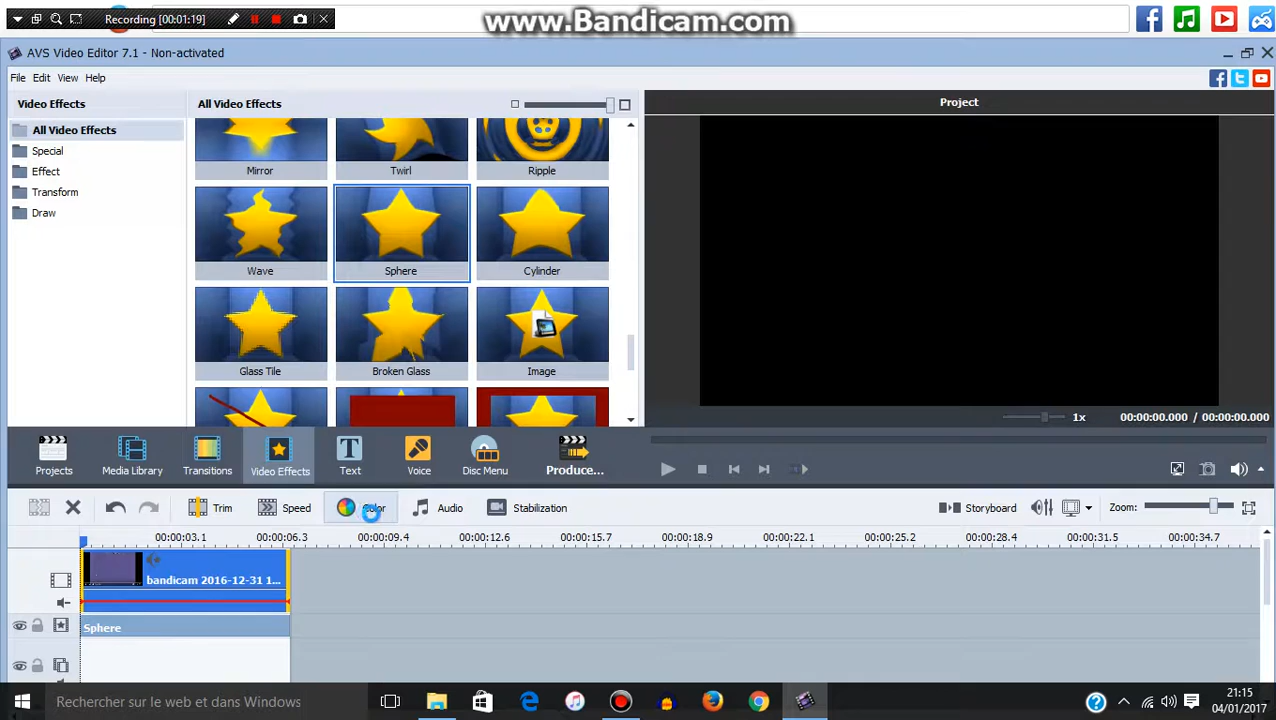 Recording [00:01:19]
www.Bandicam.com
AVS Video Editor 7.1 - Non-activated
File Edit View Help
Video Effects
All Video Effects
Project
All Video Effects
Special
Effect
Transform
Draw
Mirror
Twirl
Ripple
Wave
Sphere
Cylinder
Glass Tile
Broken Glass
Image
1x
00:00:00.000 / 00:00:00.000
Projects
Media Library
Transitions
Video Effects
Text
Voice
Disc Menu
Produce...
Trim
Speed
Color
Audio
Stabilization
Storyboard
Zoom:
00:00:03.1 00:00:06.3 00:00:09.4 00:00:12.6 00:00:15.7 00:00:18.9 00:00:22.1 00:00:25.2 00:00:28.4 00:00:31.5 00:00:34.7
bandicam 2016-12-31 1...
Sphere
Rechercher sur le web et dans Windows
21:15
04/01/2017